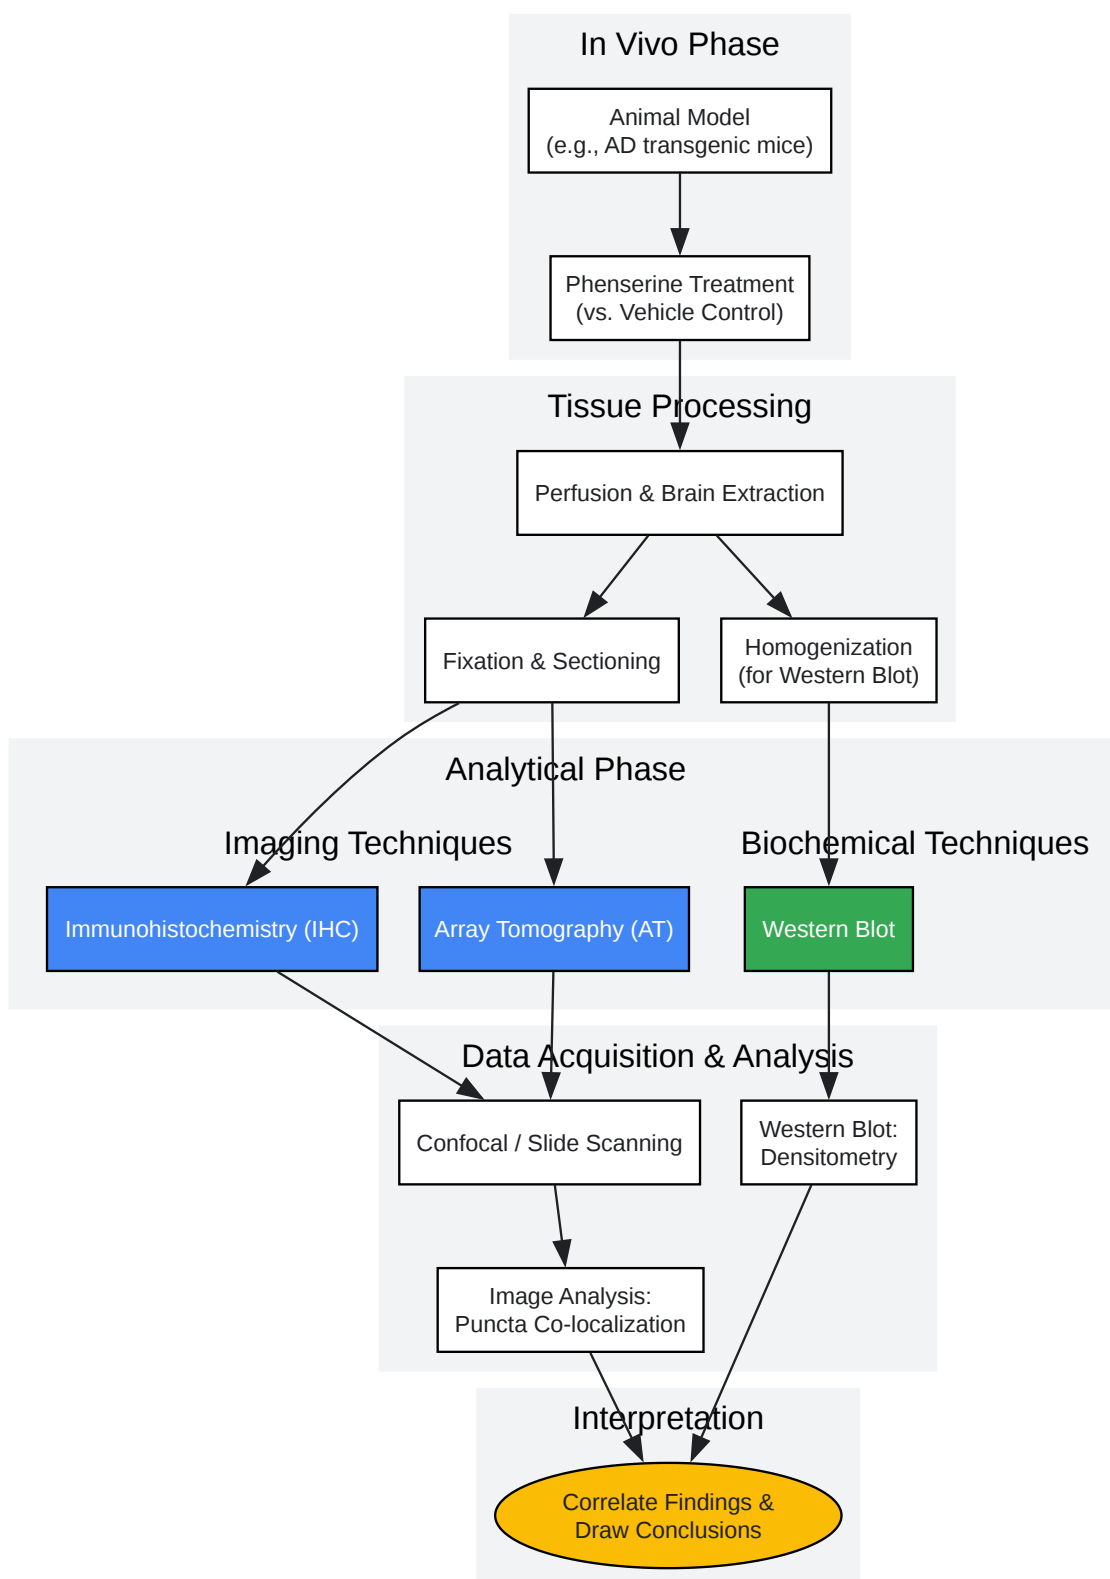 In Vivo Phase
Animal Model
(e.g., AD transgenic mice)
Phenserine Treatment
(vs. Vehicle Control)
Tissue Processing
Perfusion & Brain Extraction
Fixation & Sectioning
Homogenization
(for Western Blot)
Analytical Phase
Imaging Techniques
Biochemical Techniques
Immunohistochemistry (IHC)
Array Tomography (AT)
Western Blot
Data Acquisition & Analysis
Confocal / Slide Scanning
Western Blot:
Densitometry
Image Analysis:
Puncta Co-localization
Interpretation
Correlate Findings &
Draw Conclusions